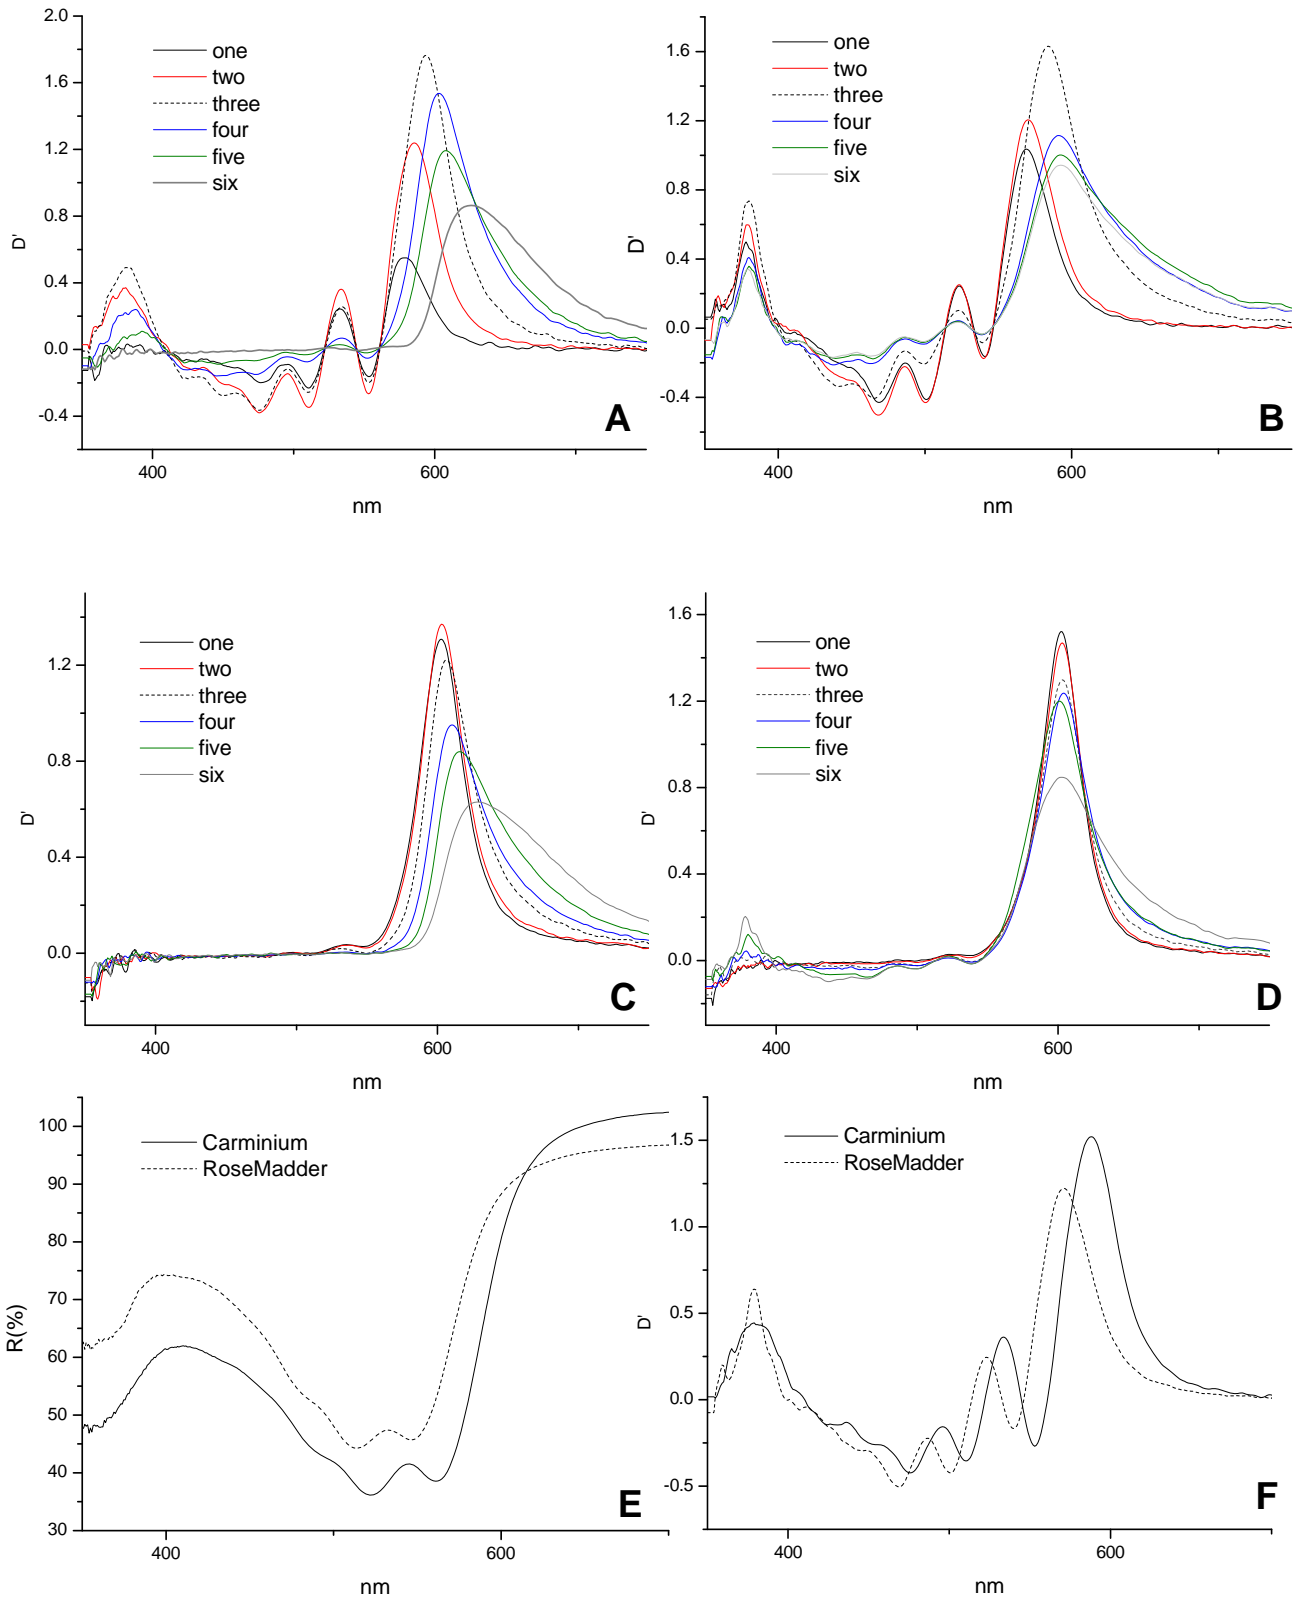 2.0
1.6
1.2
0.8
0.4
0.0
-0.4
D'
one
two
three
four
five
six
A
400
600
nm
1.6
1.2
0.8
0.4
0.0
-0.4
D'
one
two
three
four
five
six
B
400
600
nm
1.2
0.8
0.4
0.0
D'
one
two
three
four
five
six
C
400
600
nm
1.6
1.2
0.8
0.4
0.0
D'
one
two
three
four
five
six
D
400
600
nm
100
90
80
70
60
50
40
30
R(%)
Carminium
RoseMadder
E
400
600
nm
1.5
1.0
0.5
0.0
-0.5
D'
Carminium
RoseMadder
F
400
600
nm